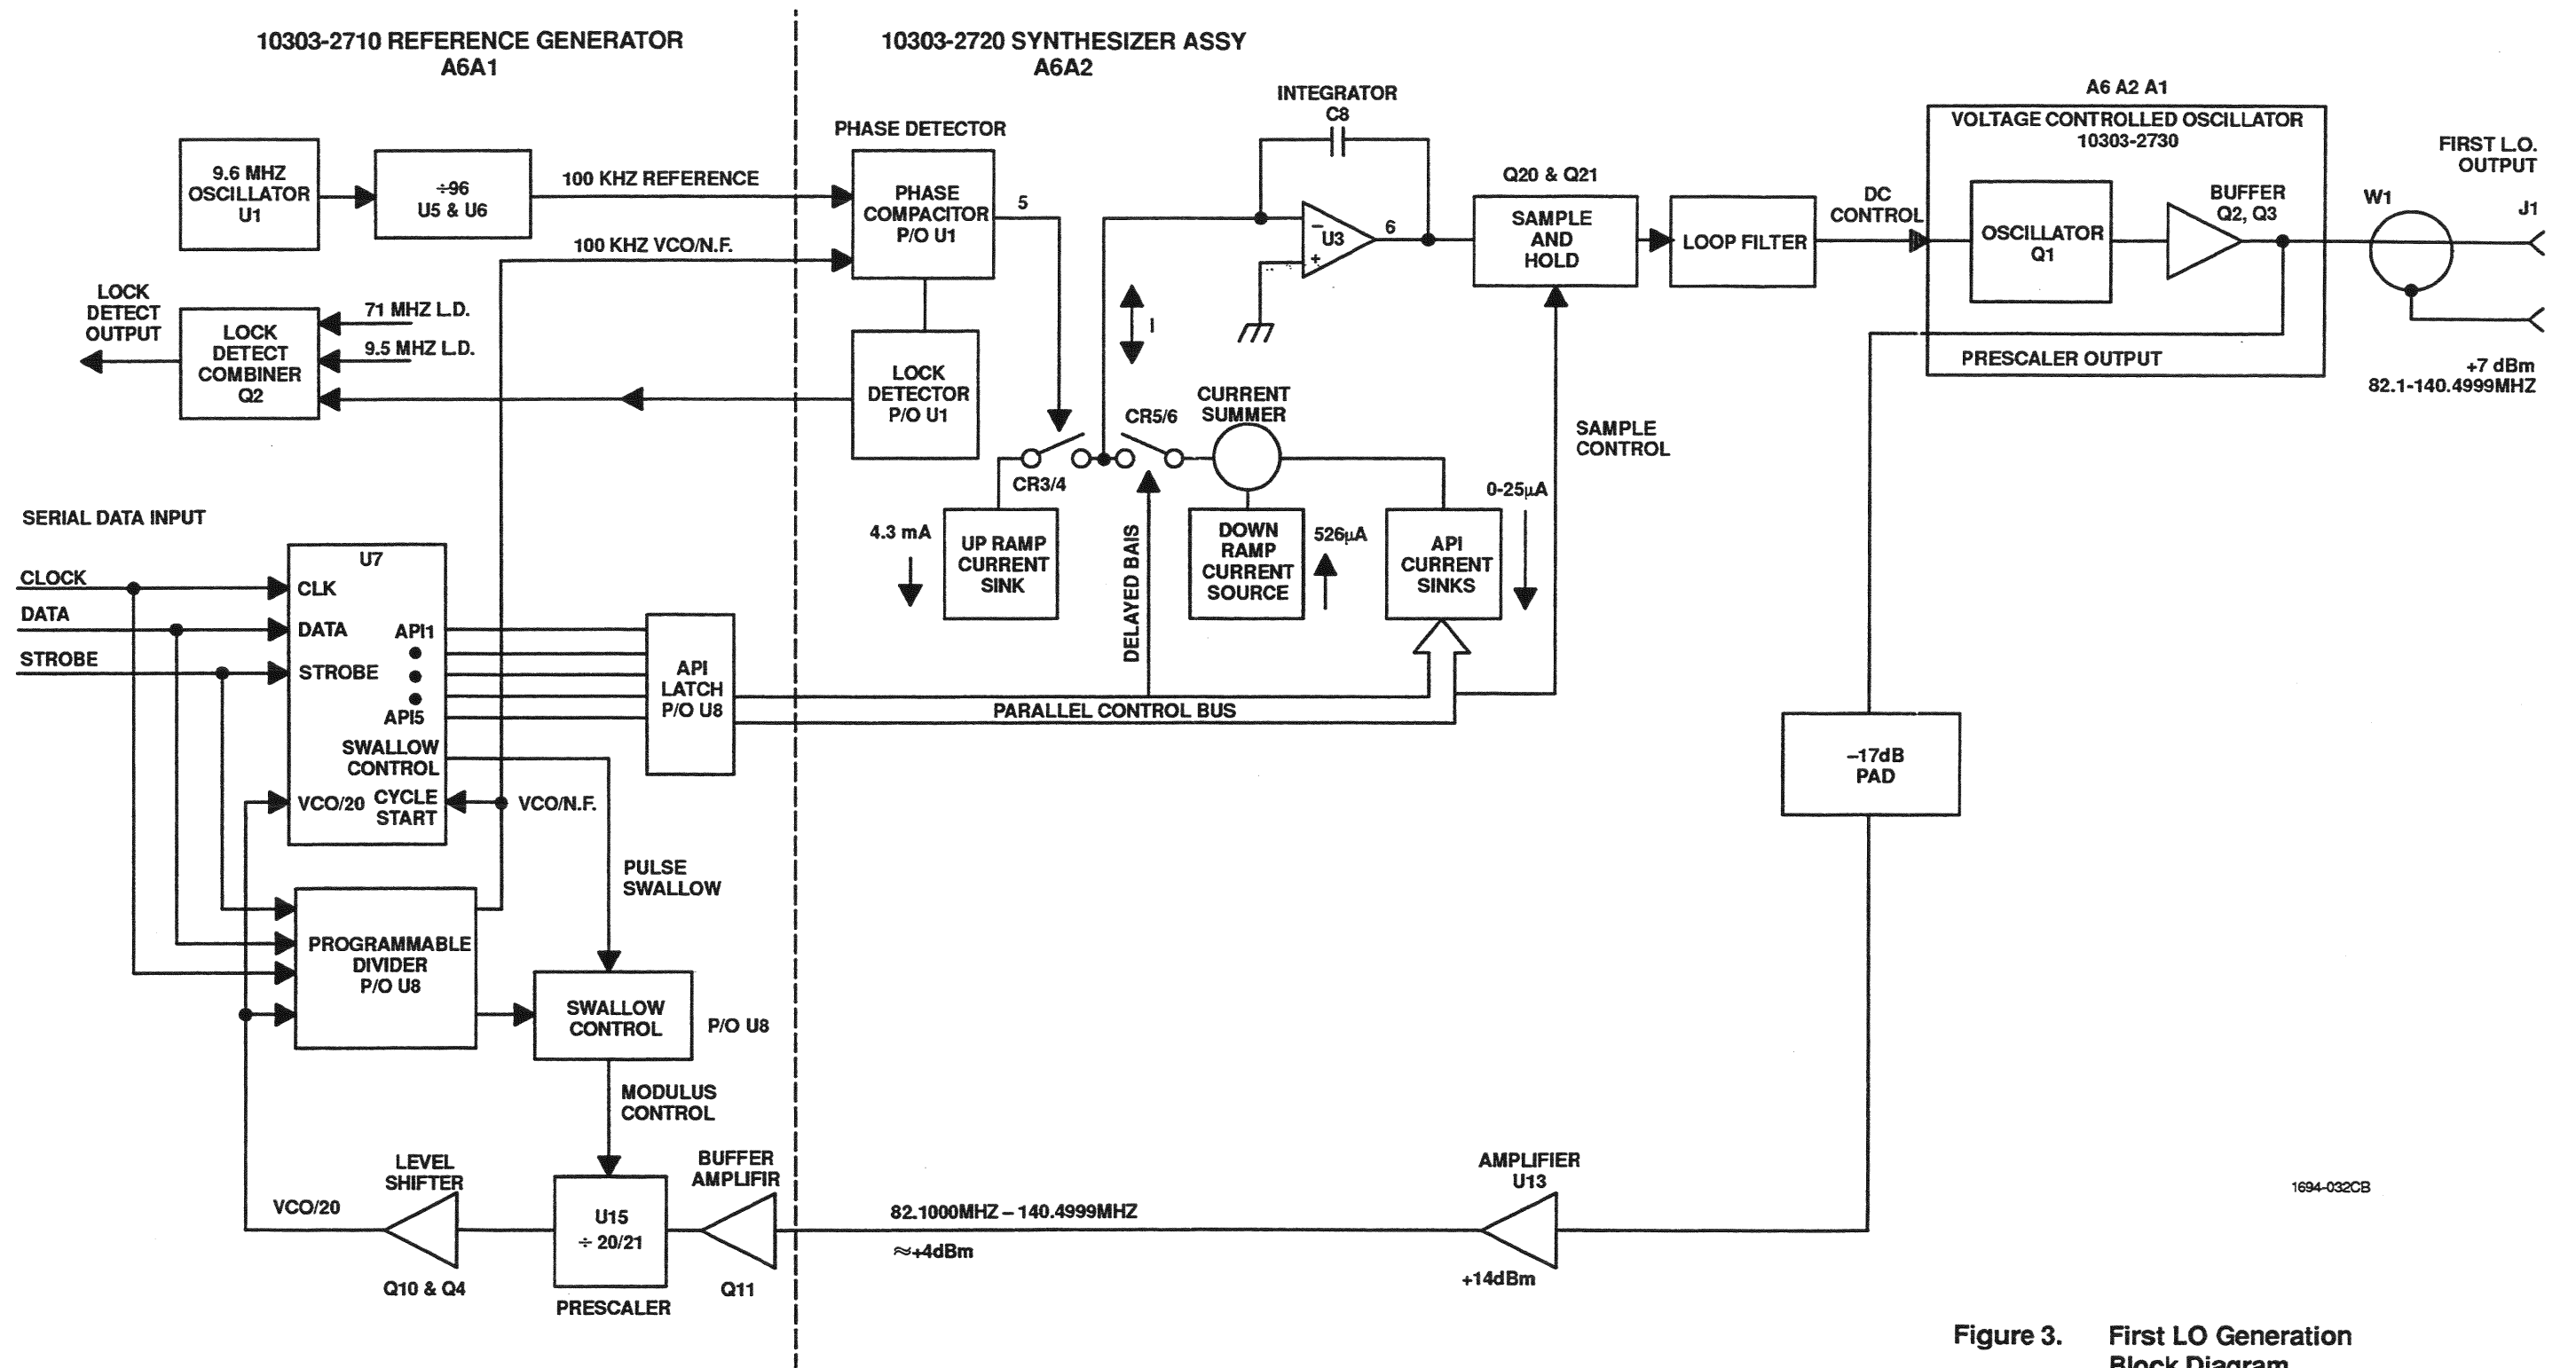 10303-2710 REFERENCE GENERATOR
A6A1
10303-2720 SYNTHESIZER ASSY
A6A2
9.6 MHZ
OSCILLATOR
U1
÷96
U5 & U6
100 KHZ REFERENCE
100 KHZ VCO/N.F.
PHASE DETECTOR
PHASE
COMPACITOR
P/O U1
5
LOCK
DETECT
OUTPUT
LOCK
DETECT
COMBINER
Q2
71 MHZ L.D.
9.5 MHZ L.D.
LOCK
DETECTOR
P/O U1
INTEGRATOR
C8
–
U3
+
6
I
Q20 & Q21
SAMPLE
AND
HOLD
LOOP FILTER
DC
CONTROL
A6 A2 A1
VOLTAGE CONTROLLED OSCILLATOR
10303-2730
OSCILLATOR
Q1
BUFFER
Q2, Q3
PRESCALER OUTPUT
W1
FIRST L.O.
OUTPUT
J1
+7 dBm
82.1-140.4999MHZ
CR3/4
CR5/6
CURRENT
SUMMER
SAMPLE
CONTROL
4.3 mA
UP RAMP
CURRENT
SINK
DELAYED BAIS
DOWN
RAMP
CURRENT
SOURCE
526µA
API
CURRENT
SINKS
0-25µA
SERIAL DATA INPUT
CLOCK
DATA
STROBE
U7
CLK
DATA
STROBE
API1
API5
SWALLOW
CONTROL
VCO/20
CYCLE
START
VCO/N.F.
API
LATCH
P/O U8
PARALLEL CONTROL BUS
PULSE
SWALLOW
PROGRAMMABLE
DIVIDER
P/O U8
SWALLOW
CONTROL
P/O U8
MODULUS
CONTROL
–17dB
PAD
VCO/20
LEVEL
SHIFTER
Q10 & Q4
U15
÷ 20/21
PRESCALER
BUFFER
AMPLIFIR
Q11
82.1000MHZ – 140.4999MHZ
≈+4dBm
AMPLIFIER
U13
+14dBm
1694-032CB
Figure 3. First LO Generation
Block Diagram